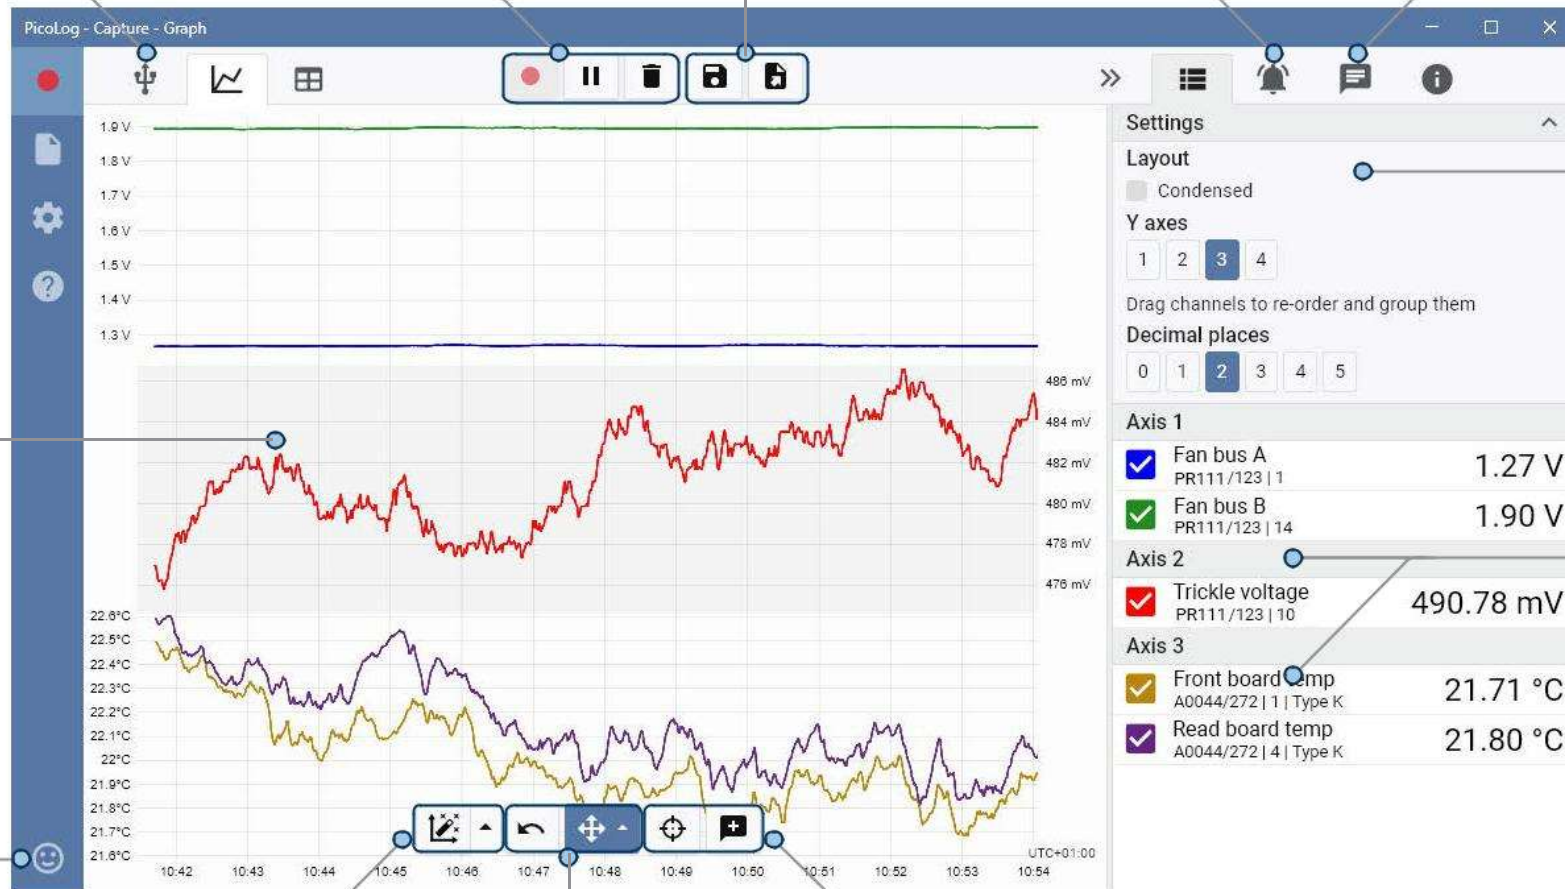 PicoLog - Capture - Graph
Settings
Layout
Condensed
Y axes
1 2 3 4
Drag channels to re-order and group them
Decimal places
0 1 2 3 4 5
Axis 1
Fan bus A
PR111/123 | 1
1.27 V
Fan bus B
PR111/123 | 14
1.90 V
Axis 2
Trickle voltage
PR111/123 | 10
490.78 mV
Axis 3
Front board temp
A0044/272 | 1 | Type K
21.71 °C
Read board temp
A0044/272 | 4 | Type K
21.80 °C
1.9 V
1.8 V
1.7 V
1.6 V
1.5 V
1.4 V
1.3 V
486 mV
484 mV
482 mV
480 mV
478 mV
476 mV
22.6°C
22.5°C
22.4°C
22.3°C
22.2°C
22.1°C
22°C
21.9°C
21.8°C
21.7°C
21.6°C
UTC+01:00
10:42 10:43 10:44 10:45 10:46 10:47 10:48 10:49 10:50 10:51 10:52 10:53 10:54